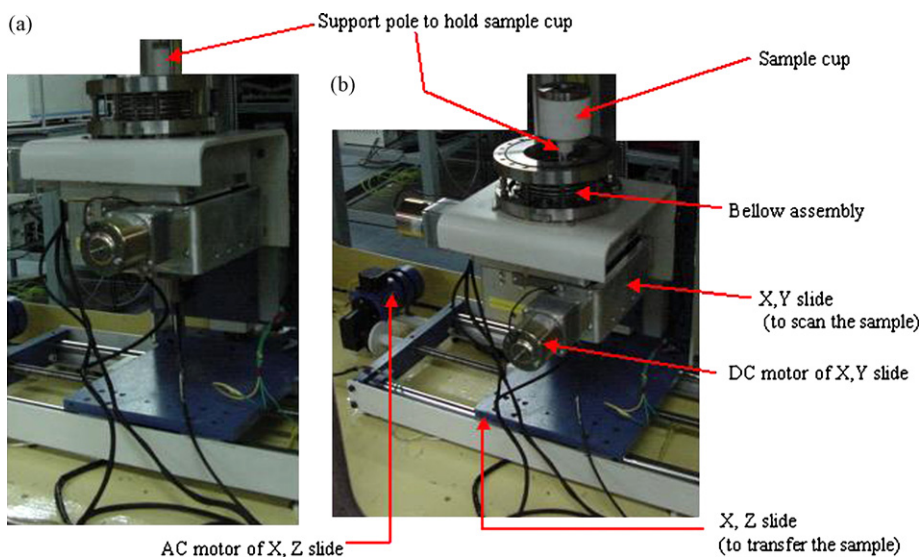 (a)
Support pole to hold sample cup
(b)
Sample cup
Bellow assembly
X,Y slide
(to scan the sample)
DC motor of X,Y slide
X, Z slide
(to transfer the sample)
AC motor of X, Z slide